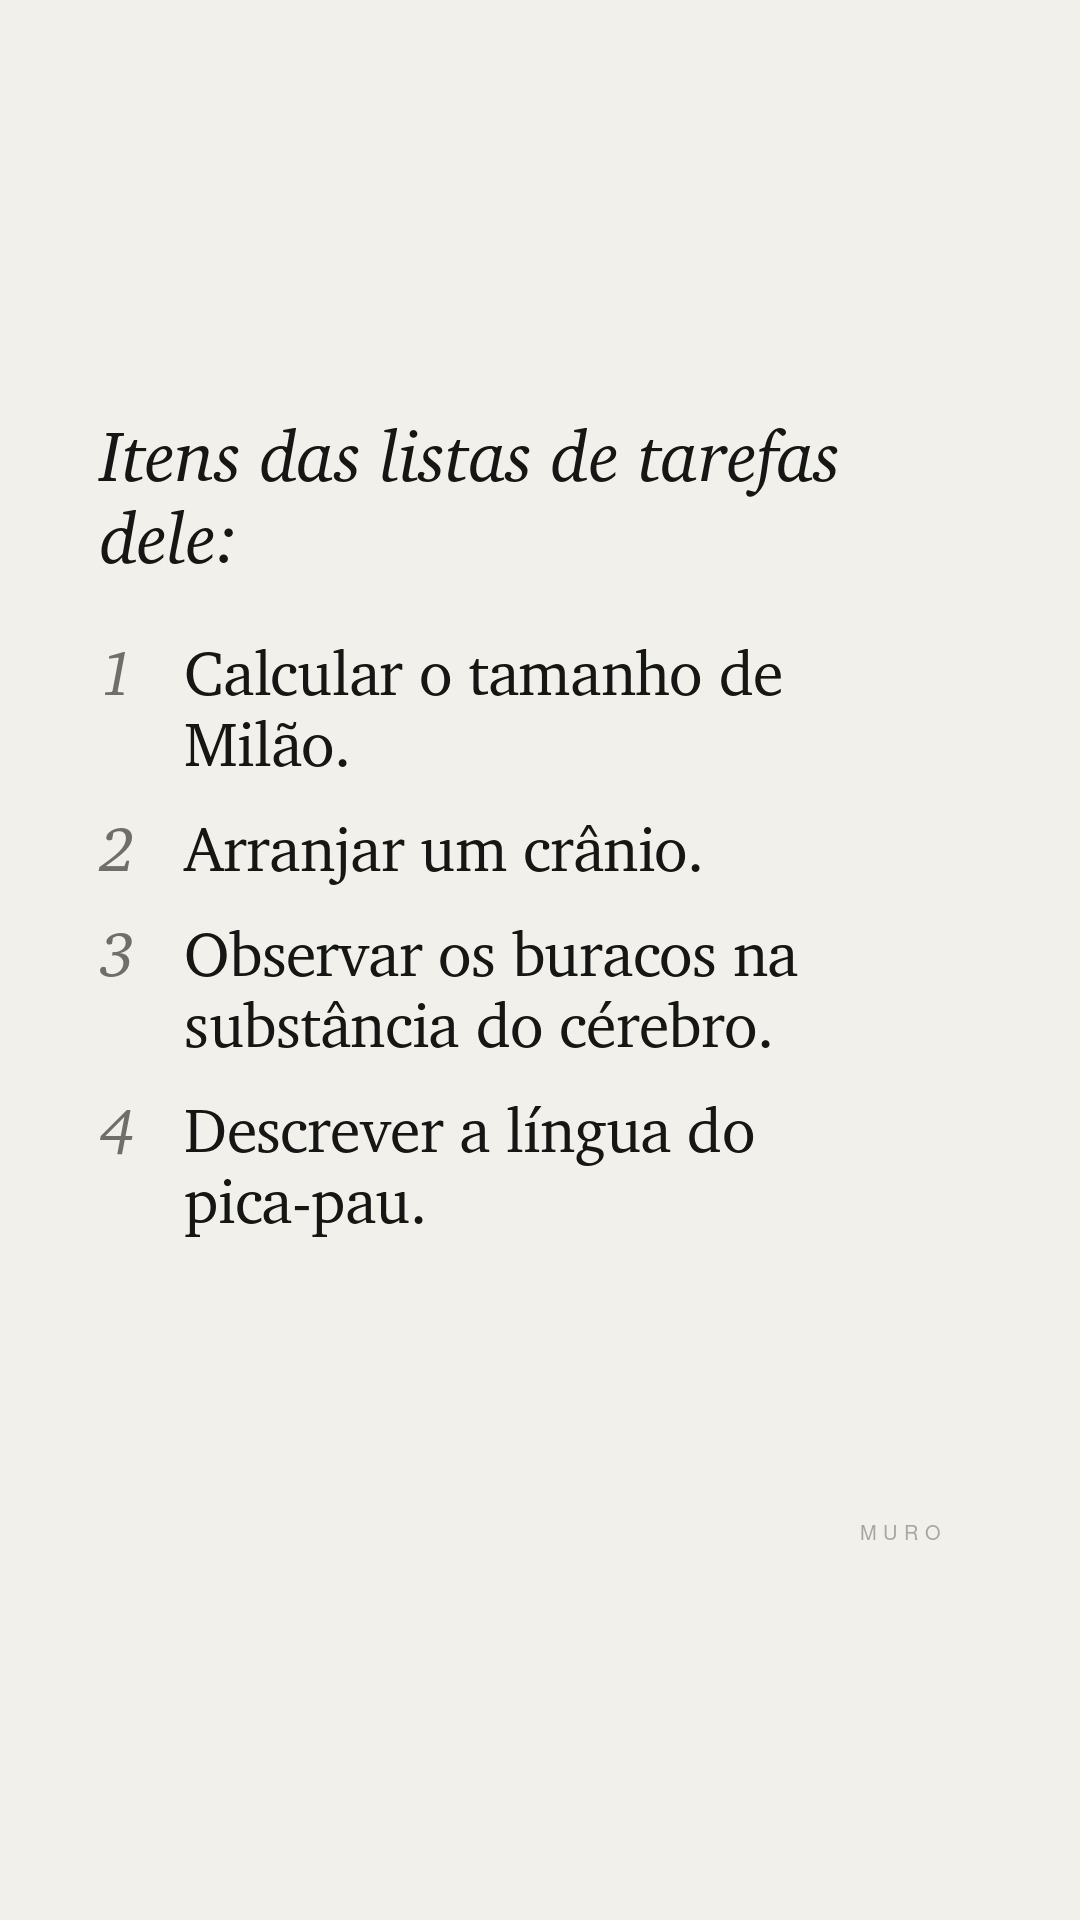 Itens das listas de tarefas
dele:
1 Calcular o tamanho de
Milão.
2 Arranjar um crânio.
3 Observar os buracos na
substância do cérebro.
4 Descrever a língua do
pica-pau.
MURO